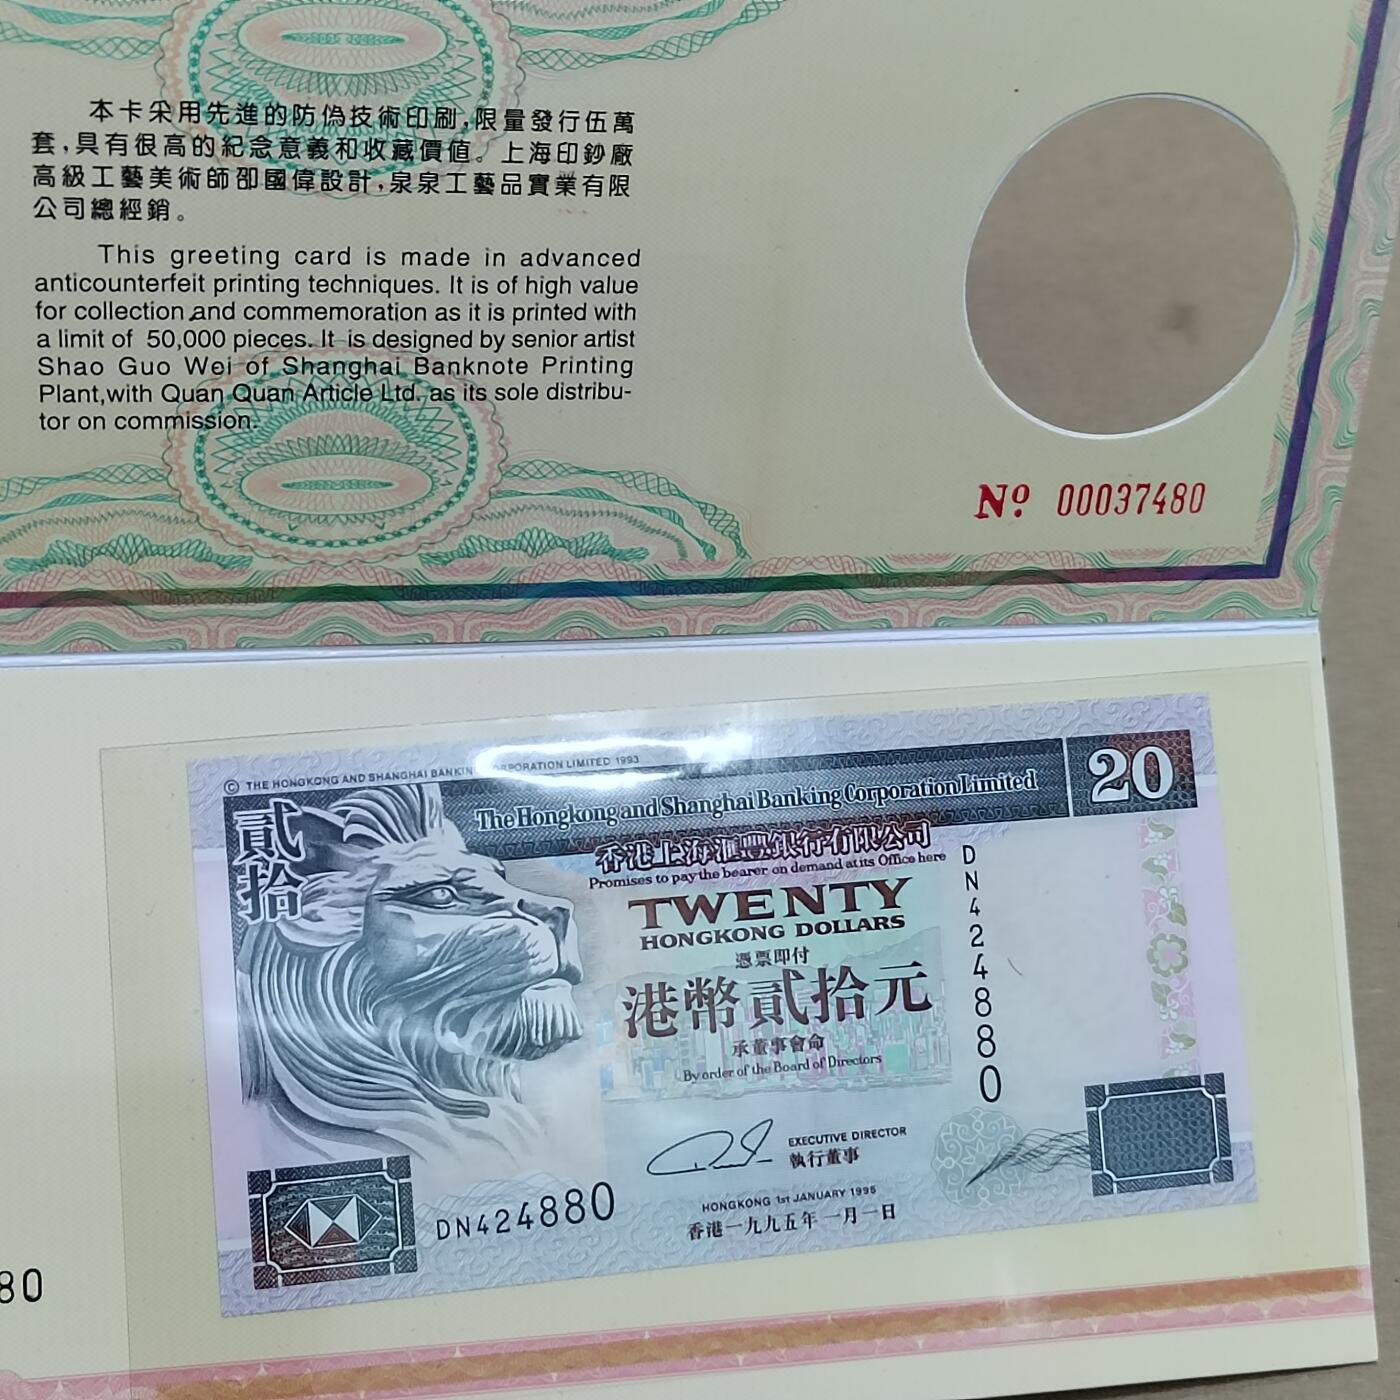 本卡采用先進的防偽技術印刷,限量發行伍萬
套,具有很高的紀念意義和收藏價值。上海印鈔廠
高級工藝美術師邵國偉設計,泉泉工藝品實業有限
公司總經銷。
This greeting card is made in advanced
anticounterfeit printing techniques. It is of high value
for collection and commemoration as it is printed with
a limit of 50,000 pieces. It is designed by senior artist
Shao Guo Wei of Shanghai Banknote Printing
Plant,with Quan Quan Article Ltd. as its sole distribu-
tor on commission.
Nº 00037480
© THE HONGKONG AND SHANGHAI BANKIN ORPORATION LIMITED 1993
The Hongkong and Shanghai Banking Corporation Limited
20
貳拾
香港上海滙豐銀行有限公司
Promises to pay the bearer on demand at its Office here
TWENTY
HONGKONG DOLLARS
憑票即付
港幣貳拾元
承董事會命
By order of the Board of Directors
DN424880
EXECUTIVE DIRECTOR
執行董事
HONGKONG 1st JANUARY 1995
香港一九九五年一月一日
DN424880
80